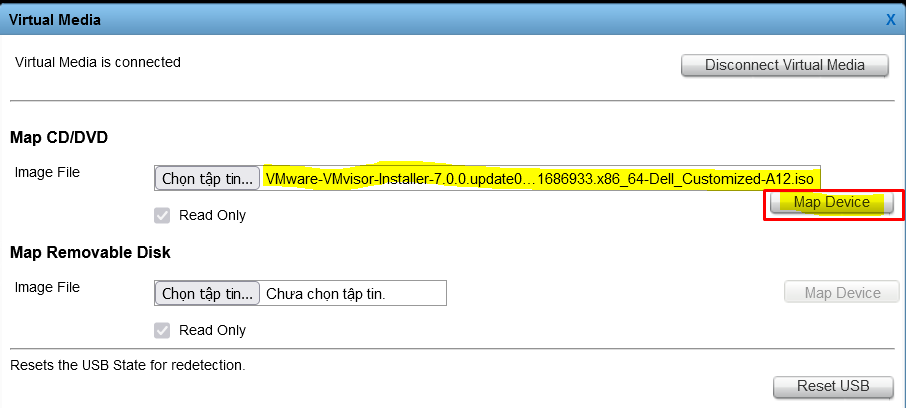 Virtual Media X
Virtual Media is connected Disconnect Virtual Media
Map CD/DVD
Image File Chọn tập tin... VMware-VMvisor-Installer-7.0.0.update0...1686933.x86_64-Dell_Customized-A12.iso
Map Device
Read Only
Map Removable Disk
Image File Chọn tập tin... Chưa chọn tập tin. Map Device
Read Only
Resets the USB State for redetection.
Reset USB